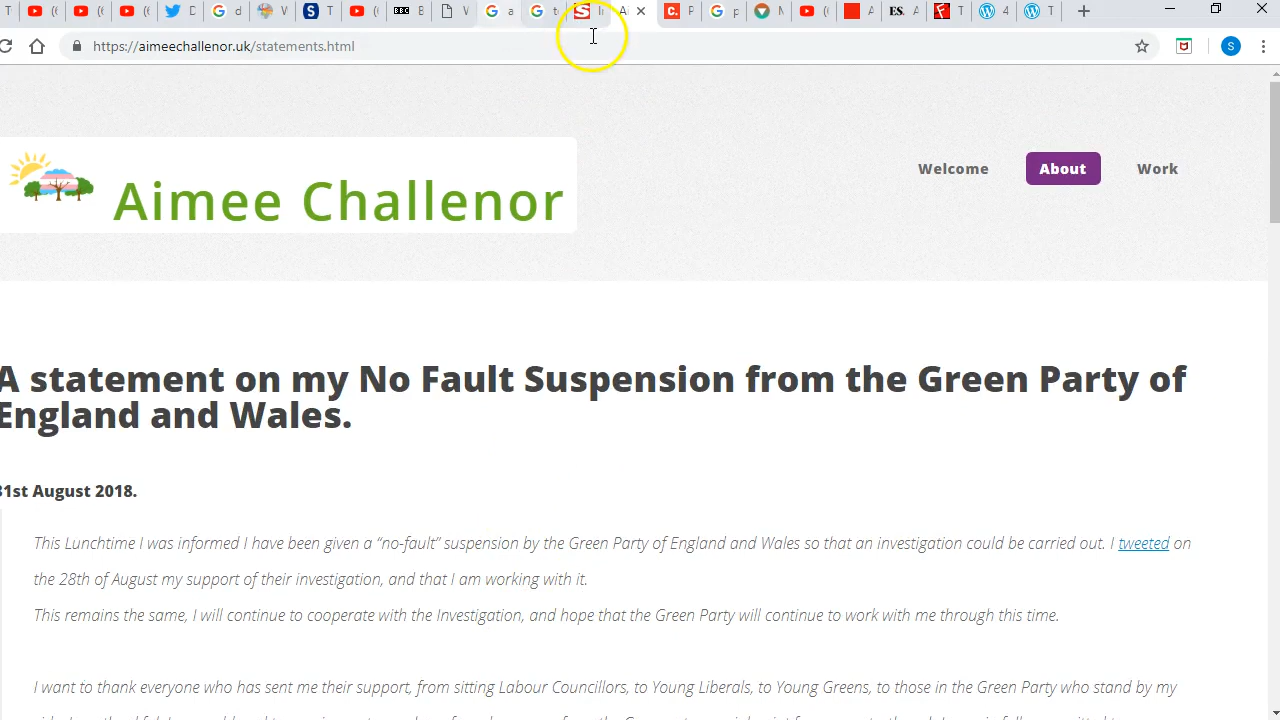 https://aimeechallenor.uk/statements.html
S
Aimee Challenor
Welcome
About
Work
A statement on my No Fault Suspension from the Green Party of
England and Wales.
31st August 2018.
This Lunchtime I was informed I have been given a “no-fault” suspension by the Green Party of England and Wales so that an investigation could be carried out. I tweeted on
the 28th of August my support of their investigation, and that I am working with it.
This remains the same, I will continue to cooperate with the Investigation, and hope that the Green Party will continue to work with me through this time.
I want to thank everyone who has sent me their support, from sitting Labour Councillors, to Young Liberals, to Young Greens, to those in the Green Party who stand by my